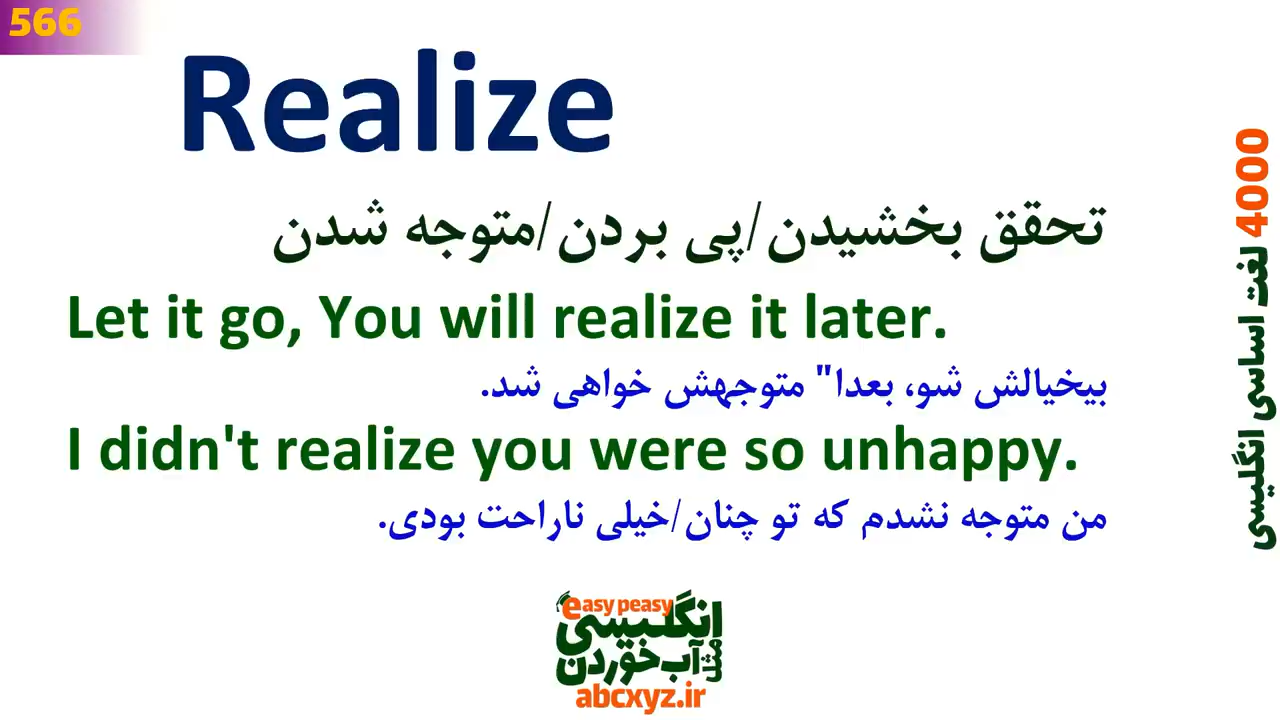 566
Realize
تحقق بخشیدن/پی بردن/متوجه شدن
Let it go, You will realize it later.
بیخیالش شو، بعدا" متوجهش خواهی شد.
I didn't realize you were so unhappy.
من متوجه نشدم که تو چنان/خیلی ناراحت بودی.
4000 لغت اساسی انگلیسی
easy peasy
انگلیسی
مثل آب خوردن
abcxyz.ir